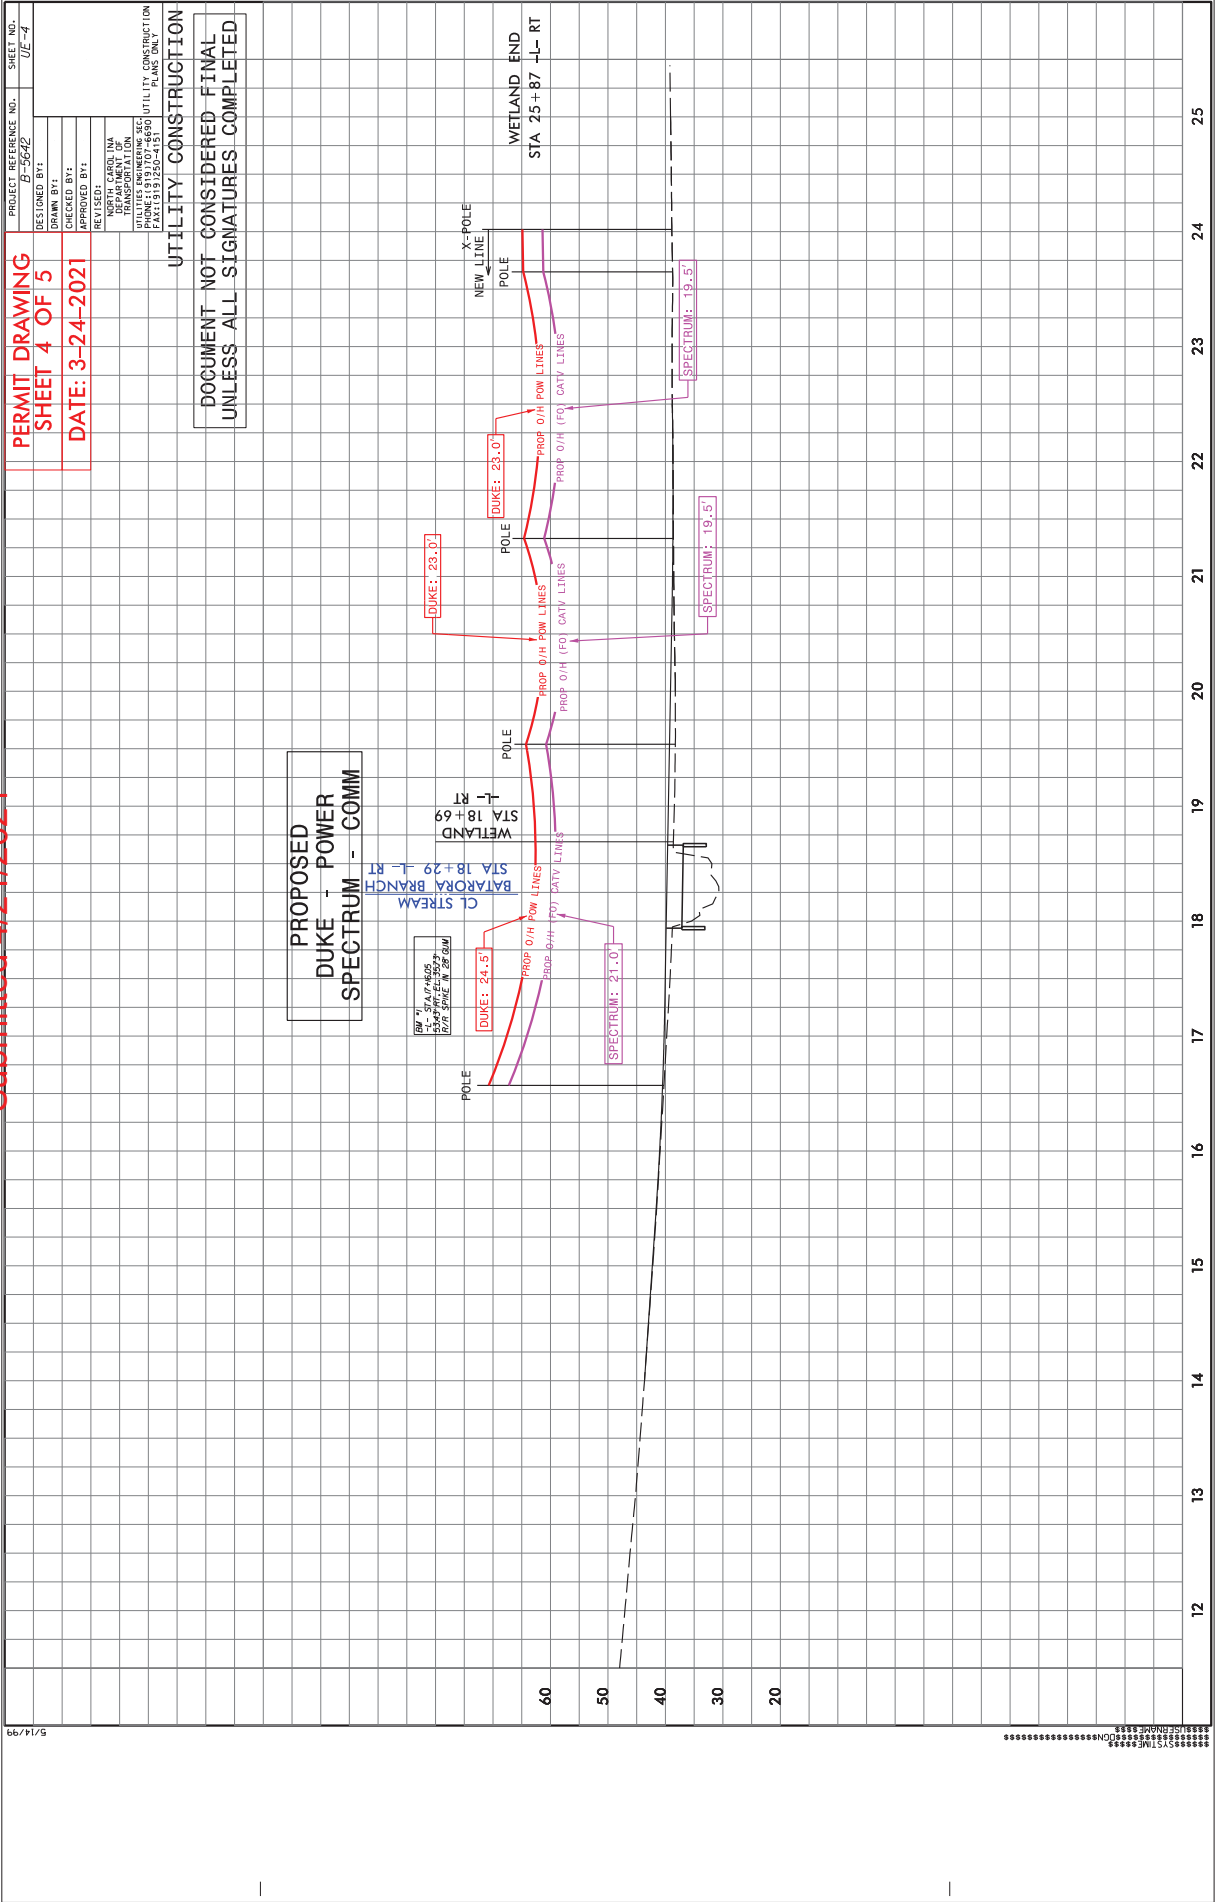 PROJECT REFERENCE NO.
SHEET NO.
B-5642
UE-4
DESIGNED BY:
DRAWN BY:
CHECKED BY:
APPROVED BY:
REVISED:
NORTH CAROLINA
DEPARTMENT OF
TRANSPORTATION
UTILITIES ENGINEERING SEC.
PHONE:(919)707-6690
FAX:(919)250-4151
UTILITY CONSTRUCTION
PLANS ONLY
UTILITY CONSTRUCTION
DOCUMENT NOT CONSIDERED FINAL
UNLESS ALL SIGNATURES COMPLETED
PERMIT DRAWING
SHEET 4 OF 5
DATE: 3-24-2021
PROPOSED
DUKE - POWER
SPECTRUM - COMM
CL STREAM
BATARORA BRANCH
STA 18+29 -L- RT
WETLAND
STA 18+69
-L- RT
WETLAND END
STA 25+87 -L- RT
BM #1
R/R SPIKE IN 28" GUM
POLE
POLE
POLE
POLE
X-POLE
NEW LINE
DUKE: 24.5'
SPECTRUM: 21.0'
DUKE: 23.0'
SPECTRUM: 19.5'
DUKE: 23.0'
SPECTRUM: 19.5'
PROP O/H POW LINES
PROP O/H (FO) CATV LINES
PROP O/H POW LINES
PROP O/H (FO) CATV LINES
PROP O/H POW LINES
PROP O/H (FO) CATV LINES
60
50
40
30
20
12
13
14
15
16
17
18
19
20
21
22
23
24
25
5/14/99